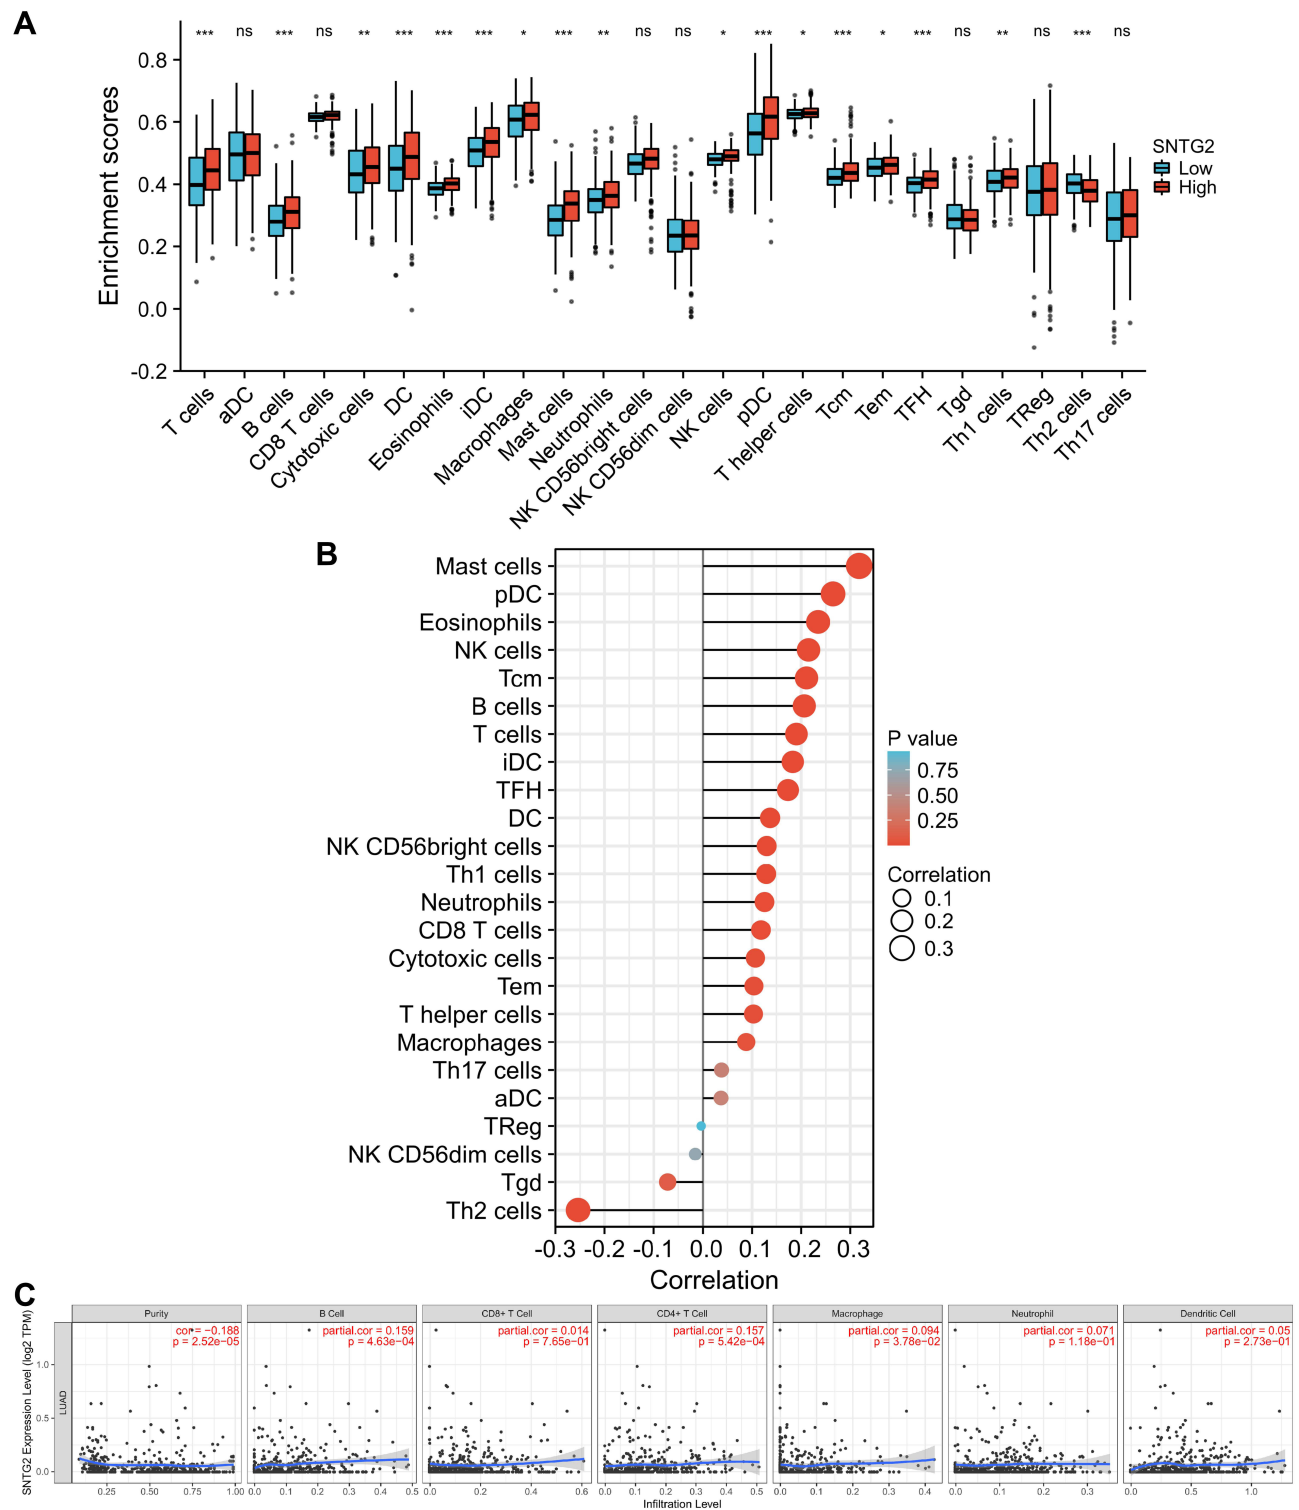 A
*** ns *** ns ** *** *** *** * *** ** ns ns * *** * *** * *** ns ** ns *** ns
Enrichment scores
0.8
0.6
0.4
0.2
0.0
-0.2
SNTG2
Low
High
T cells
aDC
B cells
CD8 T cells
Cytotoxic cells
DC
Eosinophils
iDC
Macrophages
Mast cells
Neutrophils
NK CD56bright cells
NK CD56dim cells
NK cells
pDC
T helper cells
Tcm
Tem
TFH
Tgd
Th1 cells
TReg
Th2 cells
Th17 cells
B
Mast cells
pDC
Eosinophils
NK cells
Tcm
B cells
T cells
iDC
TFH
DC
NK CD56bright cells
Th1 cells
Neutrophils
CD8 T cells
Cytotoxic cells
Tem
T helper cells
Macrophages
Th17 cells
aDC
TReg
NK CD56dim cells
Tgd
Th2 cells
-0.3 -0.2 -0.1 0.0 0.1 0.2 0.3
Correlation
P value
0.75
0.50
0.25
Correlation
0.1
0.2
0.3
C
SNTG2 Expression Level (log2 TPM)
LUAD
1.0
0.5
0.0
Purity
cor = −0.188
p = 2.52e−05
0.25 0.50 0.75 1.00
B Cell
partial.cor = 0.159
p = 4.63e−04
0.0 0.1 0.2 0.3 0.4 0.5
CD8+ T Cell
partial.cor = 0.014
p = 7.65e−01
0.0 0.2 0.4 0.6
CD4+ T Cell
partial.cor = 0.157
p = 5.42e−04
0.0 0.1 0.2 0.3 0.4 0.5
Macrophage
partial.cor = 0.094
p = 3.78e−02
0.0 0.1 0.2 0.3 0.4
Neutrophil
partial.cor = 0.071
p = 1.18e−01
0.0 0.1 0.2 0.3
Dendritic Cell
partial.cor = 0.05
p = 2.73e−01
0.0 0.5 1.0
Infiltration Level